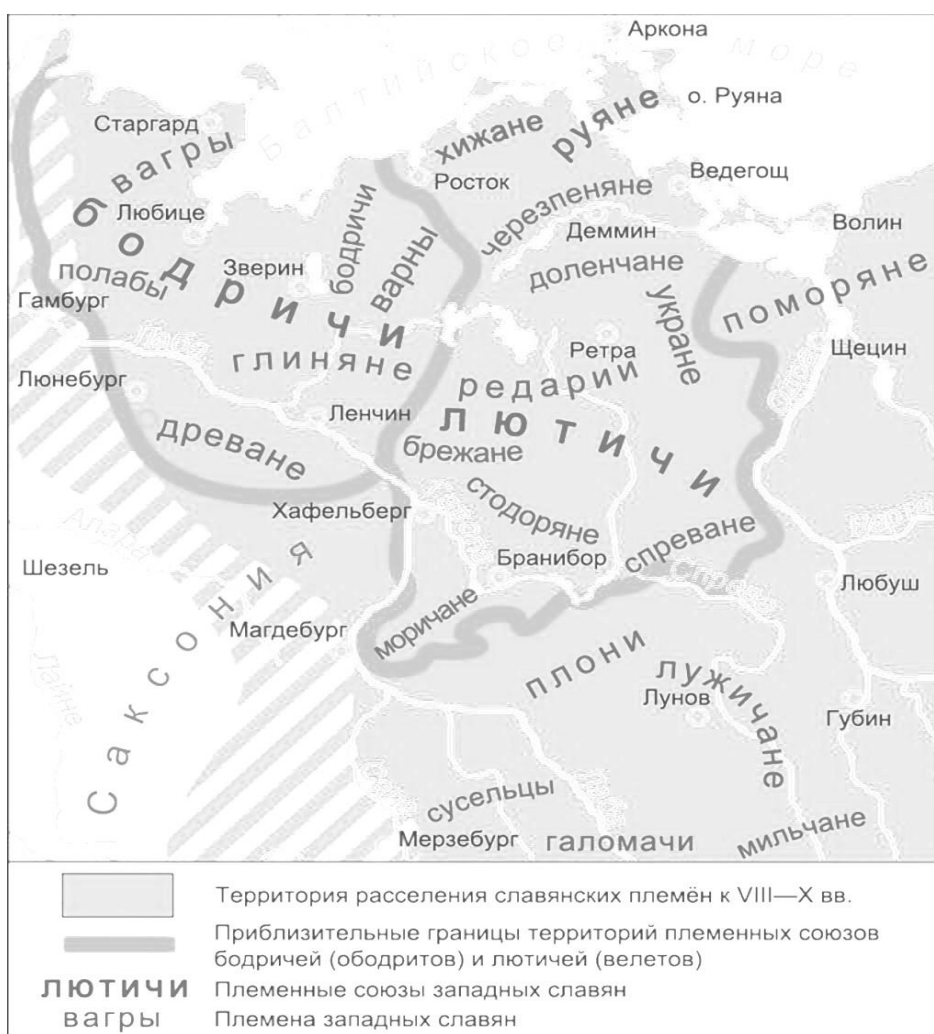 Аркона
Балтийское море
о. Руяна
руяне
хижане
Старгард
вагры
Росток
Ведегощ
черезпеняне
Любице
бодричи
Деммин
Волин
бодричи
варны
Зверин
доленчане
полабы
укране
поморяне
Гамбург
Щецин
глиняне
Ретра
редарии
Люнебург
Ленчин
лютичи
древане
брежане
Хафельберг
стодоряне
спреване
Бранибор
Шезель
Саксония
Любуш
Магдебург
моричане
плони
лужичане
Лунов
Губин
Лайне
сусельцы
Мерзебург
галомачи
мильчане
Территория расселения славянских племён к VIII—X вв.
Приблизительные границы территорий племенных союзов
бодричей (ободритов) и лютичей (велетов)
лютичи Племенные союзы западных славян
вагры Племена западных славян